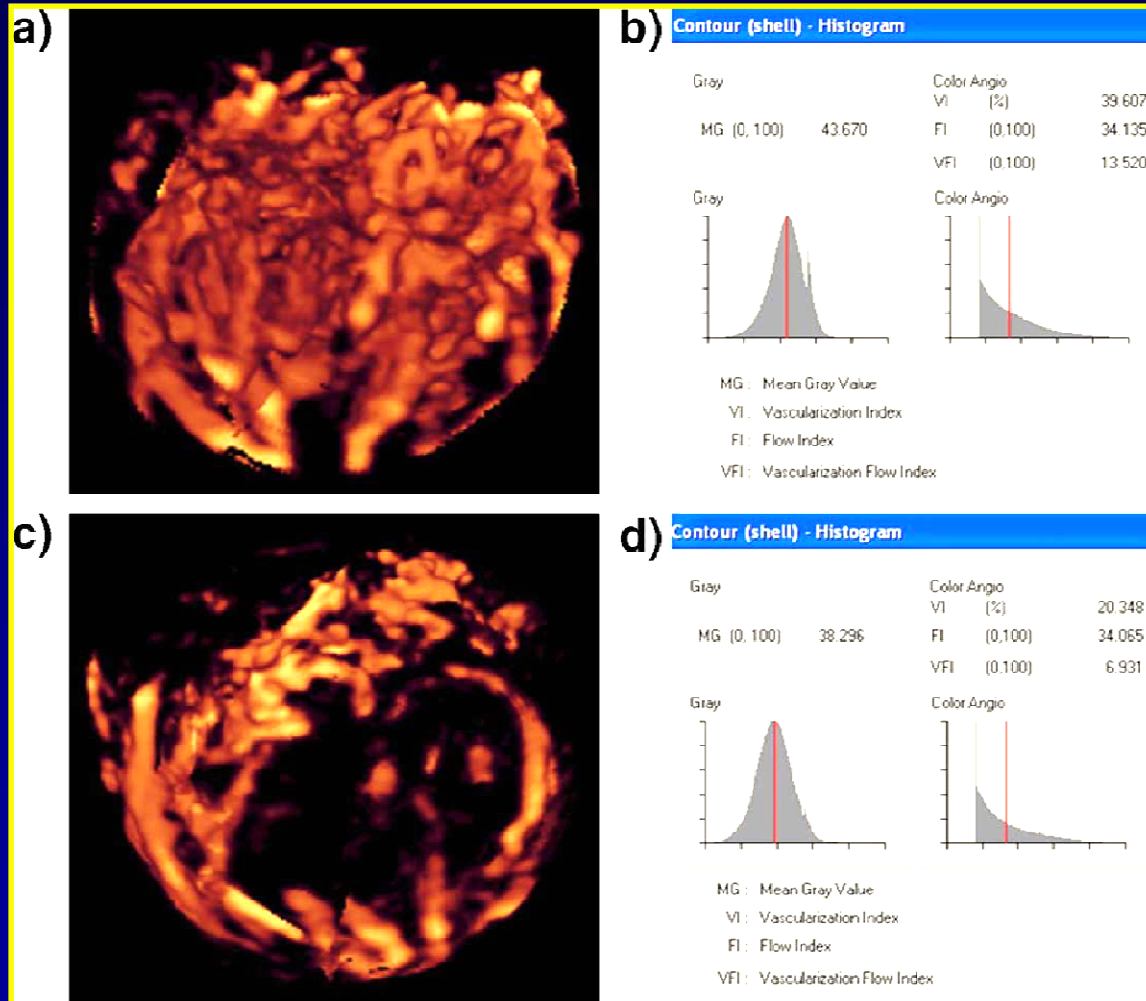 a)
b) Contour (shell) - Histogram
Gray
Color Angio
VI (%) 39.607
MG (0, 100) 43.670
FI (0,100) 34.135
VFI (0,100) 13.520
Gray
Color Angio
MG : Mean Gray Value
VI : Vascularization Index
FI : Flow Index
VFI : Vascularization Flow Index
c)
d) Contour (shell) - Histogram
Gray
Color Angio
VI (%) 20.348
MG (0, 100) 38.296
FI (0,100) 34.065
VFI (0,100) 6.931
Gray
Color Angio
MG : Mean Gray Value
VI : Vascularization Index
FI : Flow Index
VFI : Vascularization Flow Index